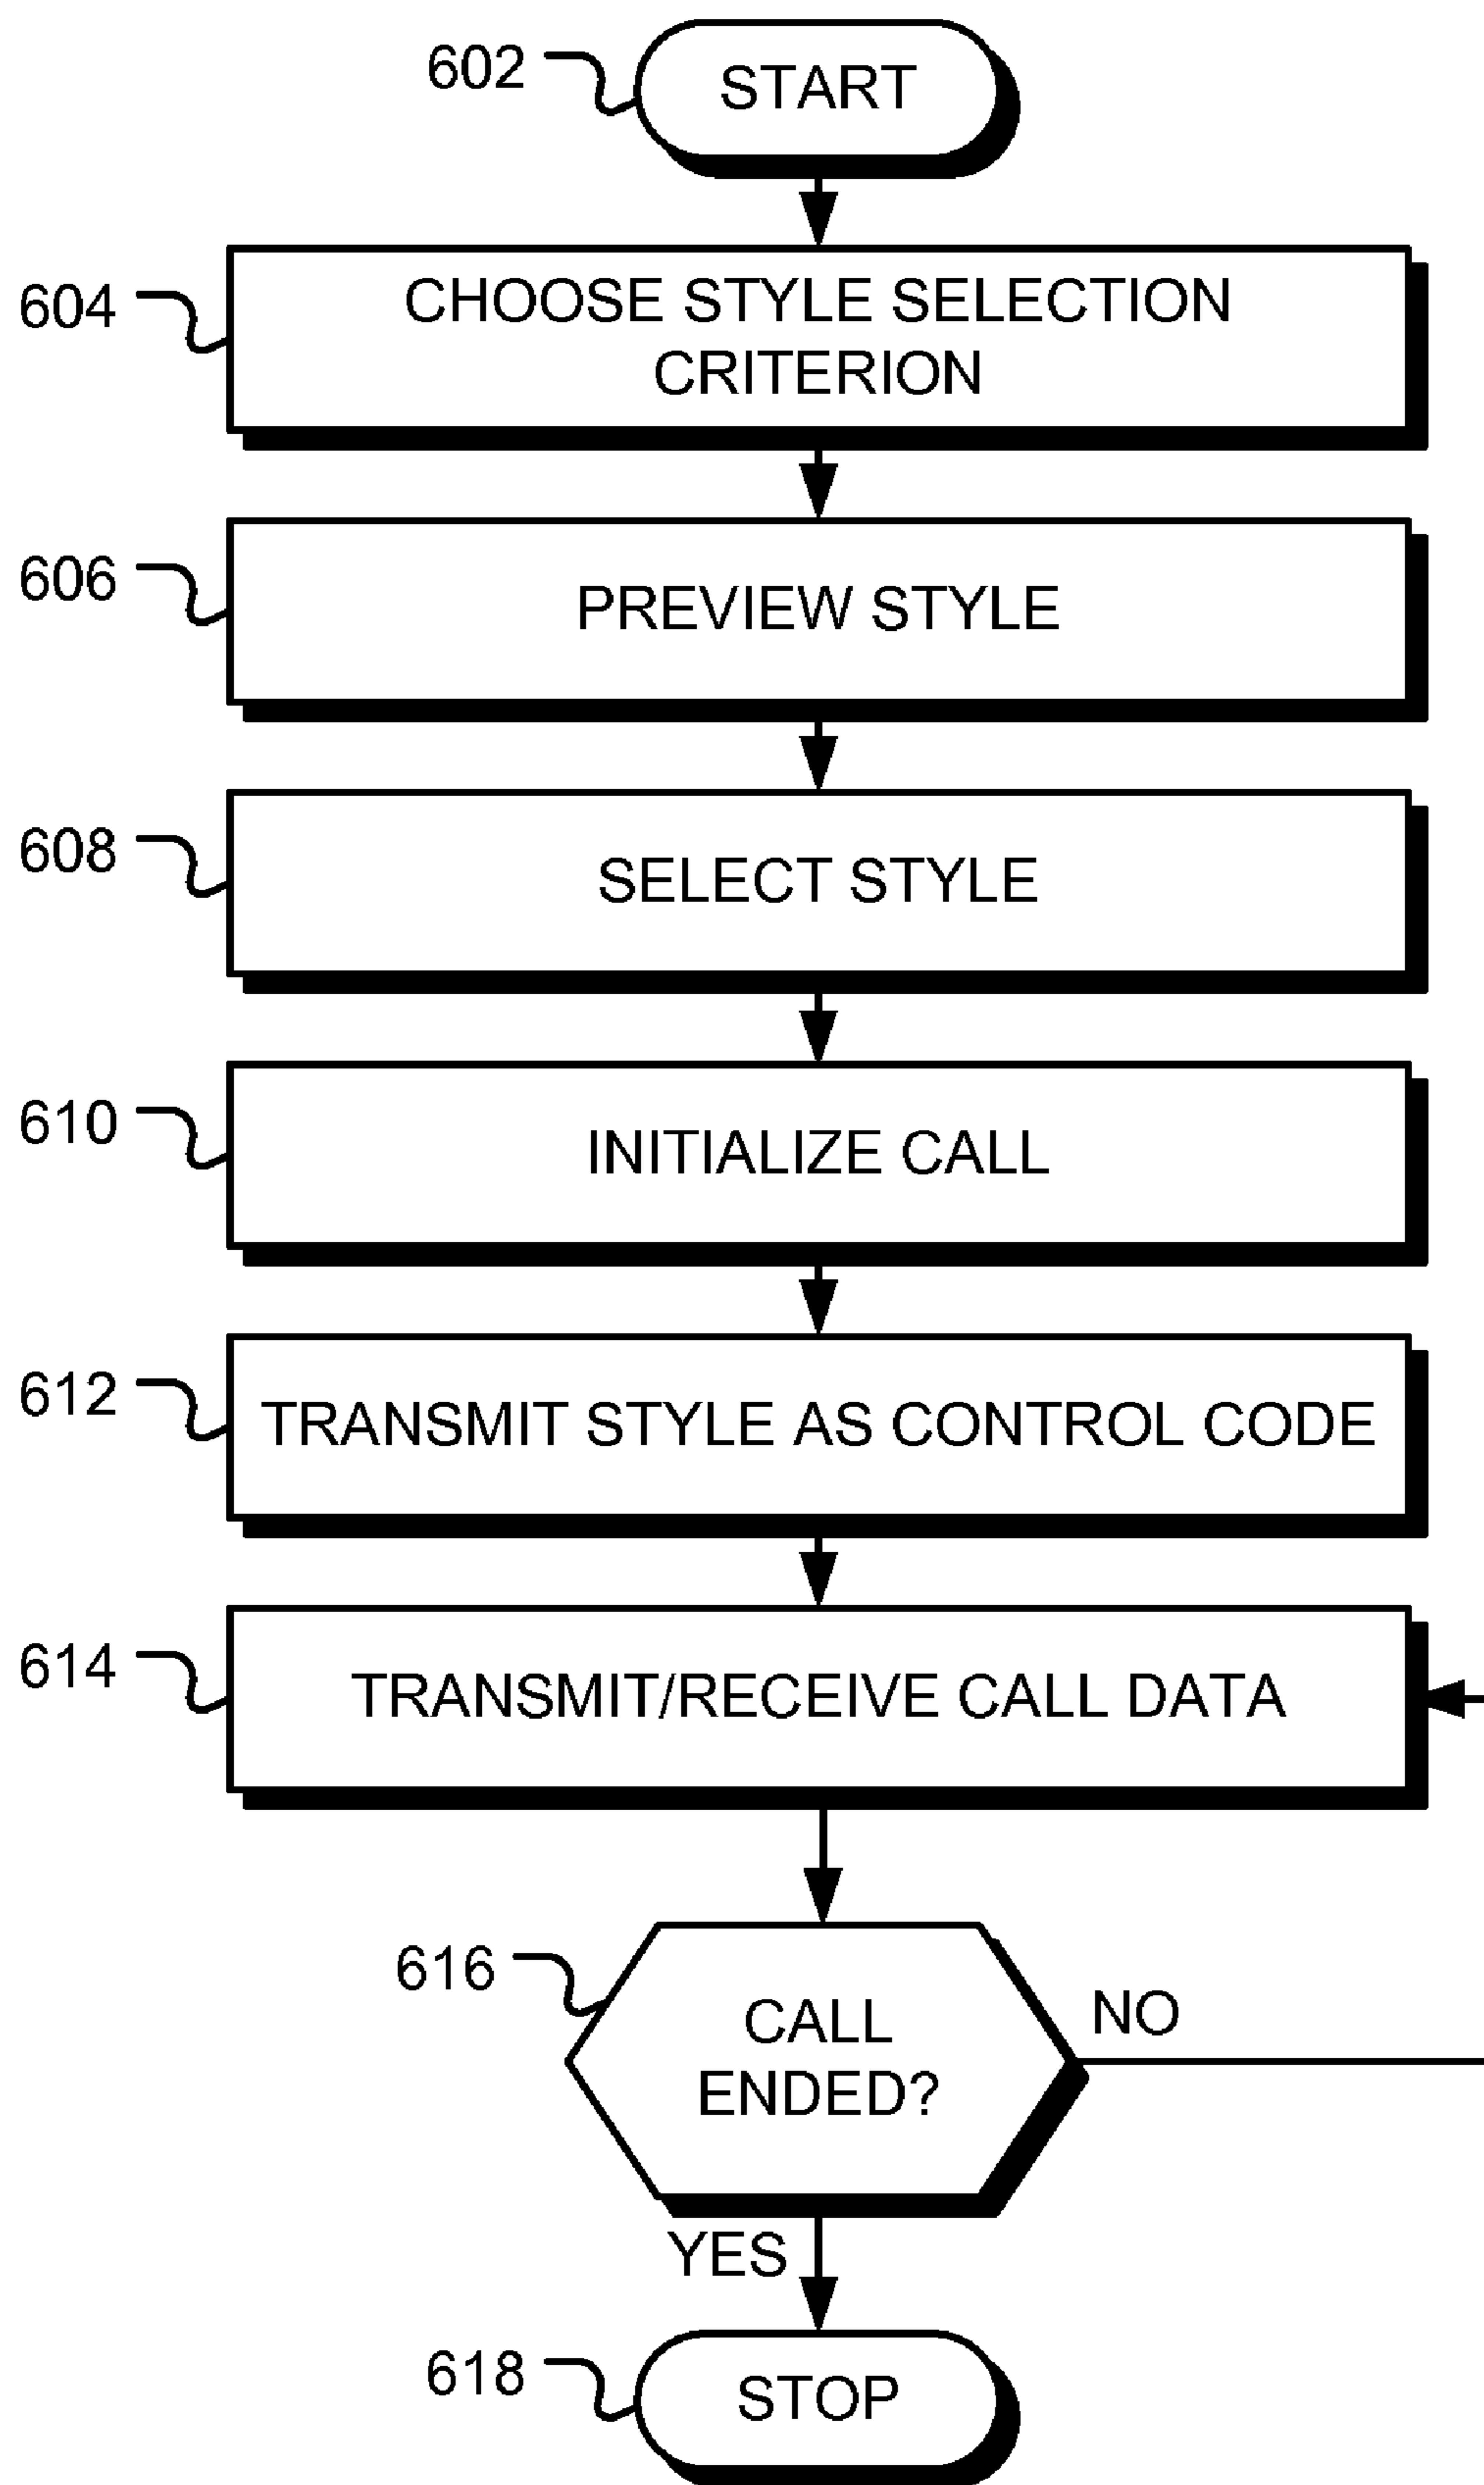 602
START
604
CHOOSE STYLE SELECTION
CRITERION
606
PREVIEW STYLE
608
SELECT STYLE
610
INITIALIZE CALL
612
TRANSMIT STYLE AS CONTROL CODE
614
TRANSMIT/RECEIVE CALL DATA
616
CALL
ENDED?
NO
YES
618
STOP